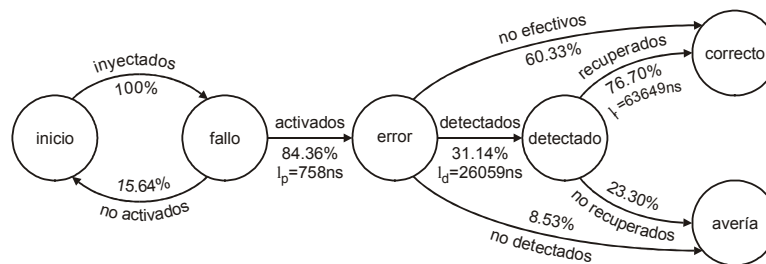 no efectivos
60.33%
correcto
recuperados
76.70%
lr=63649ns
inyectados
100%
inicio
fallo
activados
84.36%
lp=758ns
error
detectados
31.14%
ld=26059ns
detectado
15.64%
no activados
23.30%
no recuperados
8.53%
no detectados
avería